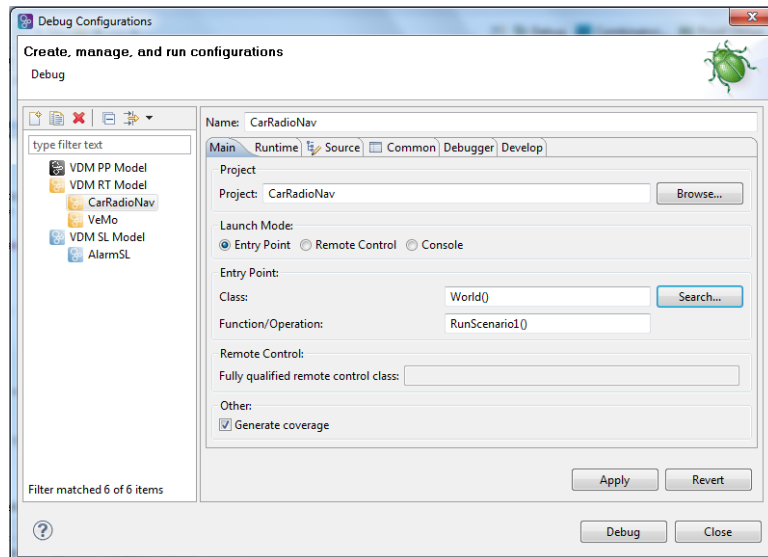 Debug Configurations
Create, manage, and run configurations
Debug
type filter text
VDM PP Model
VDM RT Model
CarRadioNav
VeMo
VDM SL Model
AlarmSL
Filter matched 6 of 6 items
Name: CarRadioNav
Main Runtime Source Common Debugger Develop
Project
Project: CarRadioNav Browse...
Launch Mode:
Entry Point Remote Control Console
Entry Point:
Class: World() Search...
Function/Operation: RunScenario1()
Remote Control:
Fully qualified remote control class:
Other:
Generate coverage
Apply Revert
? Debug Close